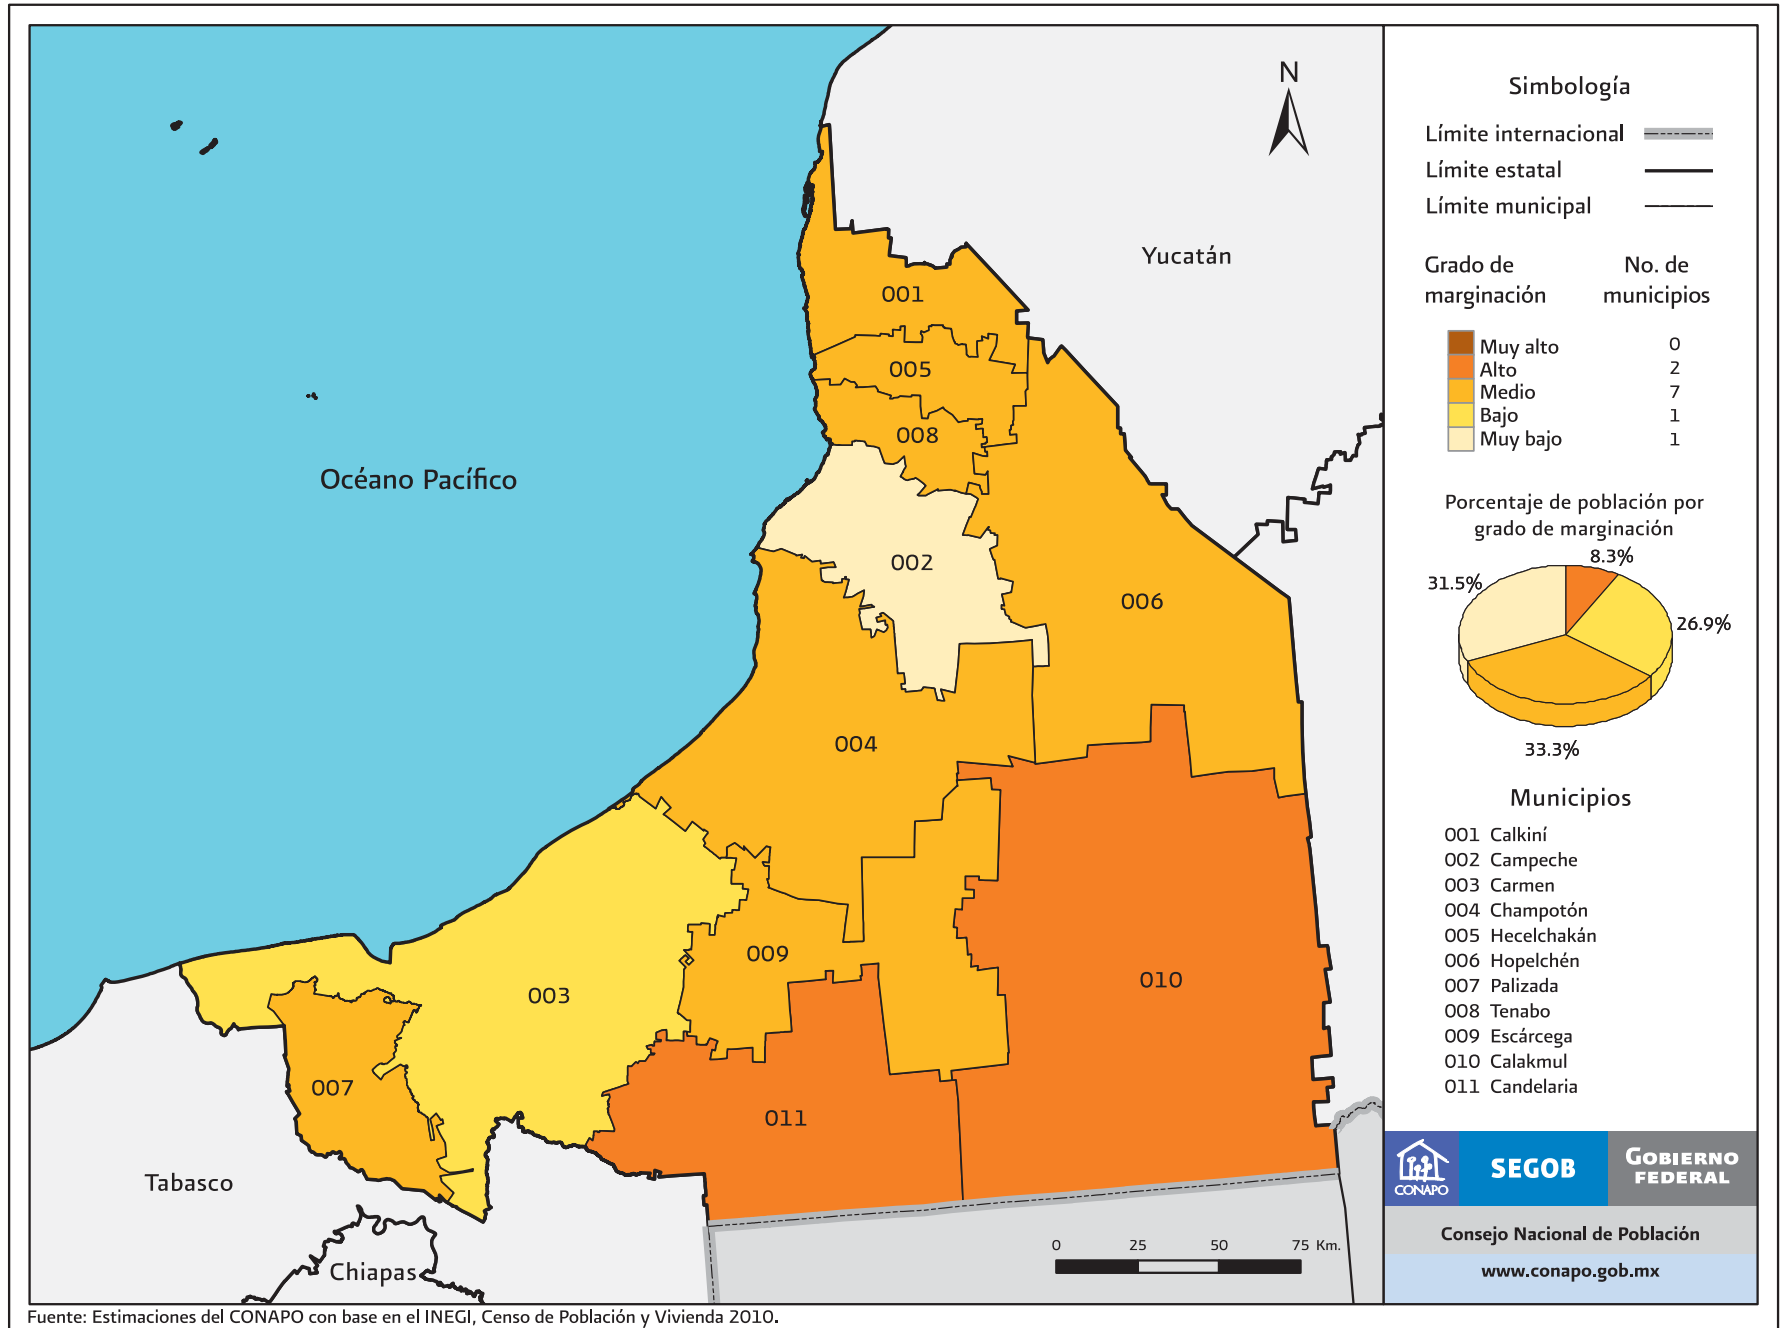 N
Yucatán
Océano Pacífico
001
005
008
002
006
004
009
003
010
007
011
Tabasco
Chiapas
0 25 50 75 Km.
Simbología
Límite internacional
Límite estatal
Límite municipal
Grado de marginación
No. de municipios
Muy alto 0
Alto 2
Medio 7
Bajo 1
Muy bajo 1
Porcentaje de población por
grado de marginación
8.3%
31.5%
26.9%
33.3%
Municipios
001 Calkiní
002 Campeche
003 Carmen
004 Champotón
005 Hecelchakán
006 Hopelchén
007 Palizada
008 Tenabo
009 Escárcega
010 Calakmul
011 Candelaria
CONAPO
SEGOB
GOBIERNO
FEDERAL
Consejo Nacional de Población
www.conapo.gob.mx
Fuente: Estimaciones del CONAPO con base en el INEGI, Censo de Población y Vivienda 2010.